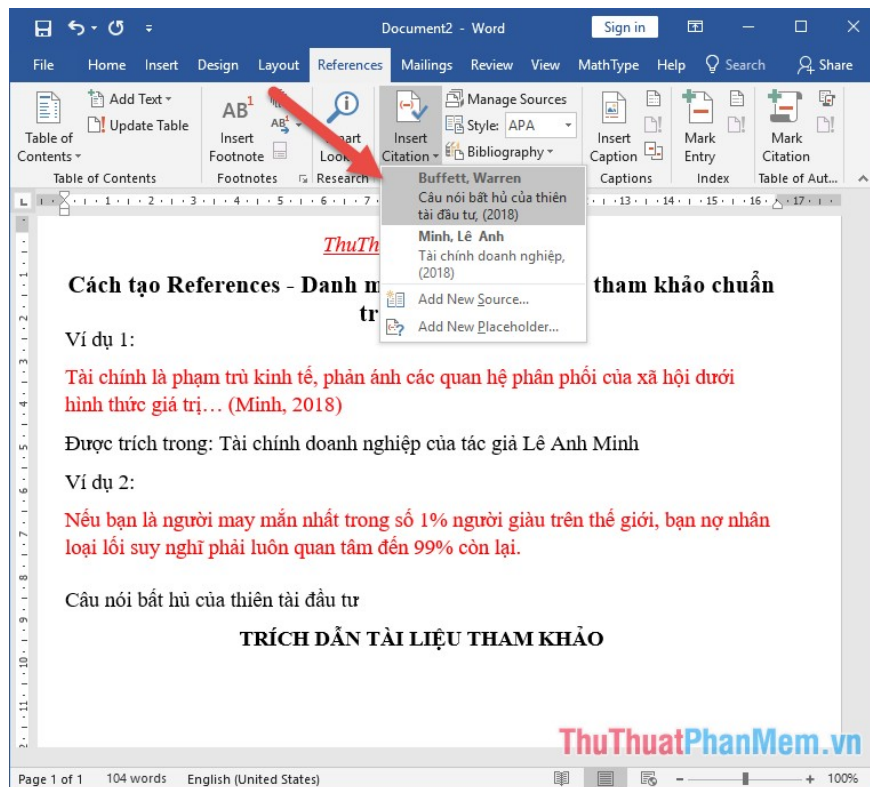 Document2 - Word
Sign in
File Home Insert Design Layout References Mailings Review View MathType Help Search Share
Table of Contents
Add Text
Update Table
Table of Contents
AB1
Insert Footnote
AB1
Footnotes
Research
Insert Citation
Manage Sources
Style: APA
Bibliography
Insert Caption
Captions
Mark Entry
Index
Mark Citation
Table of Aut...
Buffett, Warren
Câu nói bất hủ của thiên
tài đầu tư, (2018)
Minh, Lê Anh
Tài chính doanh nghiệp,
(2018)
Add New Source...
Add New Placeholder...
ThuTh
Cách tạo References - Danh m tham khảo chuẩn
tr
Ví dụ 1:
Tài chính là phạm trù kinh tế, phản ánh các quan hệ phân phối của xã hội dưới
hình thức giá trị… (Minh, 2018)
Được trích trong: Tài chính doanh nghiệp của tác giả Lê Anh Minh
Ví dụ 2:
Nếu bạn là người may mắn nhất trong số 1% người giàu trên thế giới, bạn nợ nhân
loại lối suy nghĩ phải luôn quan tâm đến 99% còn lại.
Câu nói bất hủ của thiên tài đầu tư
TRÍCH DẪN TÀI LIỆU THAM KHẢO
ThuThuatPhanMem.vn
Page 1 of 1 104 words English (United States) 100%